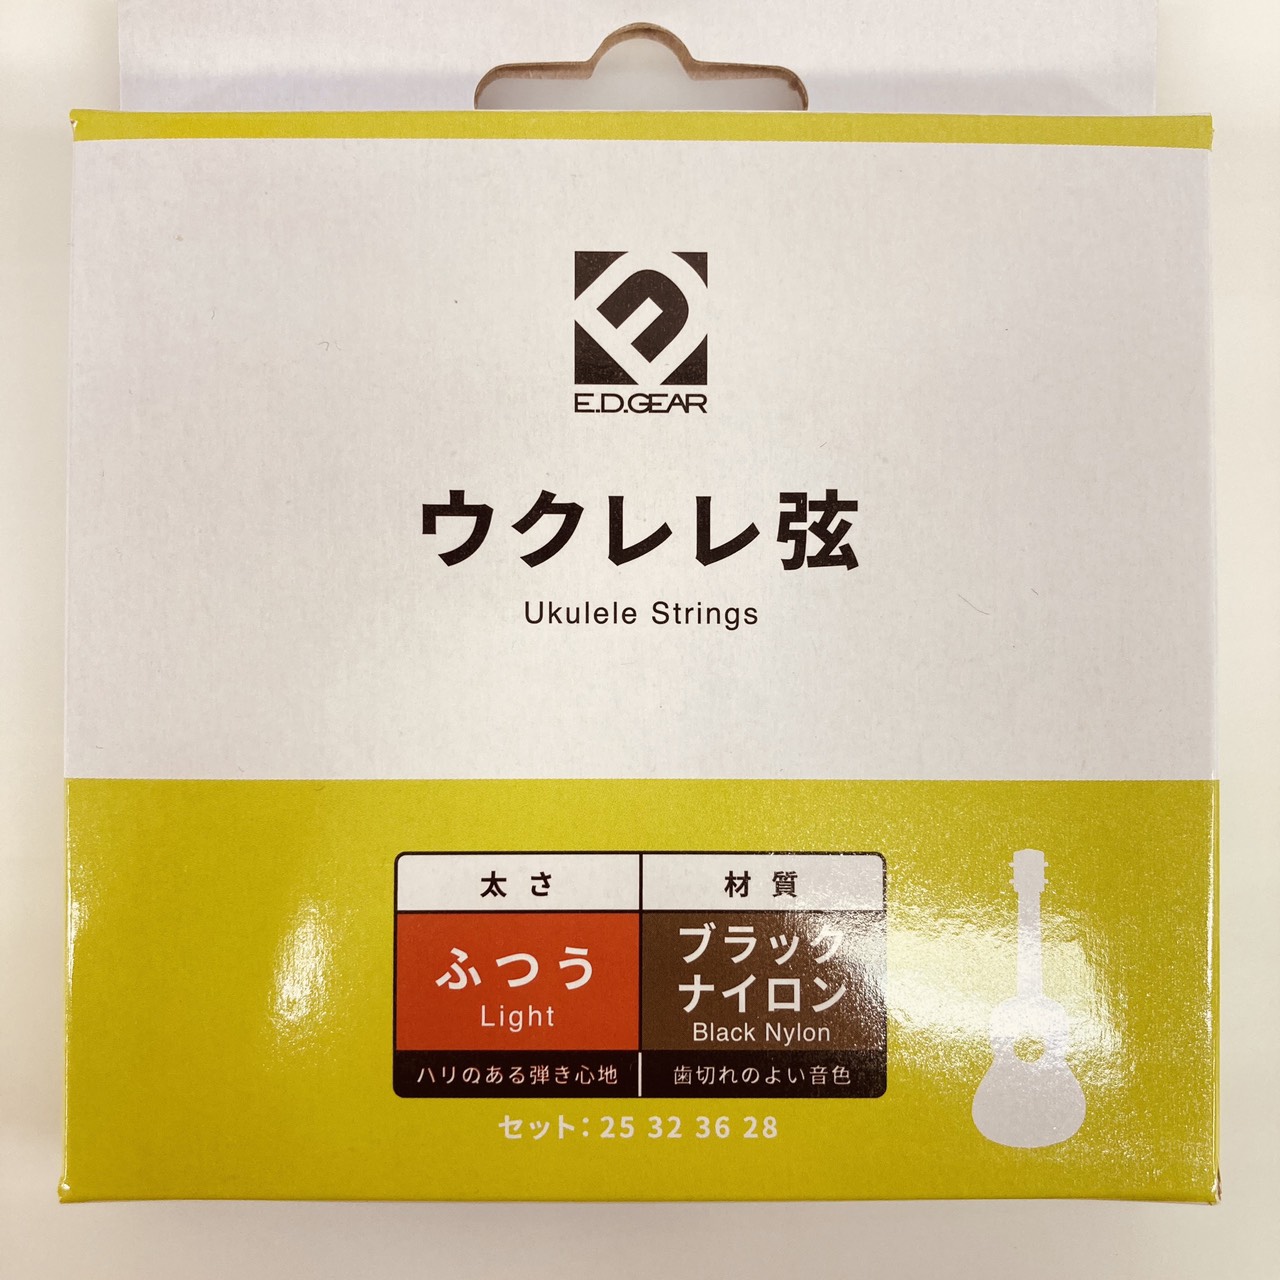 E.D.GEAR
ウクレレ弦
Ukulele Strings
太さ
材質
ふつう
Light
ブラック
ナイロン
Black Nylon
ハリのある弾き心地
歯切れのよい音色
セット：25 32 36 28